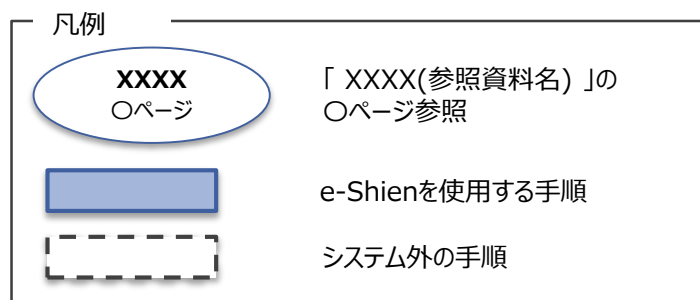 凡例
XXXX
〇ページ
「 XXXX(参照資料名) 」の
〇ページ参照
e-Shienを使用する手順
システム外の手順